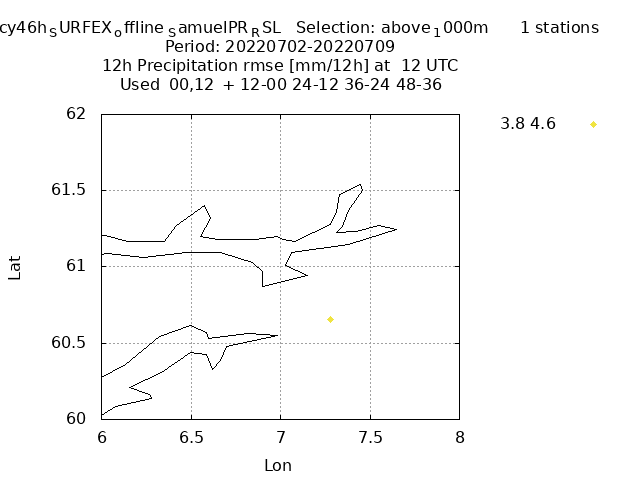 cy46h_SURFEX_offline_SamuelPR_RSL Selection: above_1000m 1 stations
Period: 20220702-20220709
12h Precipitation rmse [mm/12h] at 12 UTC
Used 00,12 + 12-00 24-12 36-24 48-36
3.8 4.6
62
61.5
61
60.5
60
Lat
6 6.5 7 7.5 8
Lon